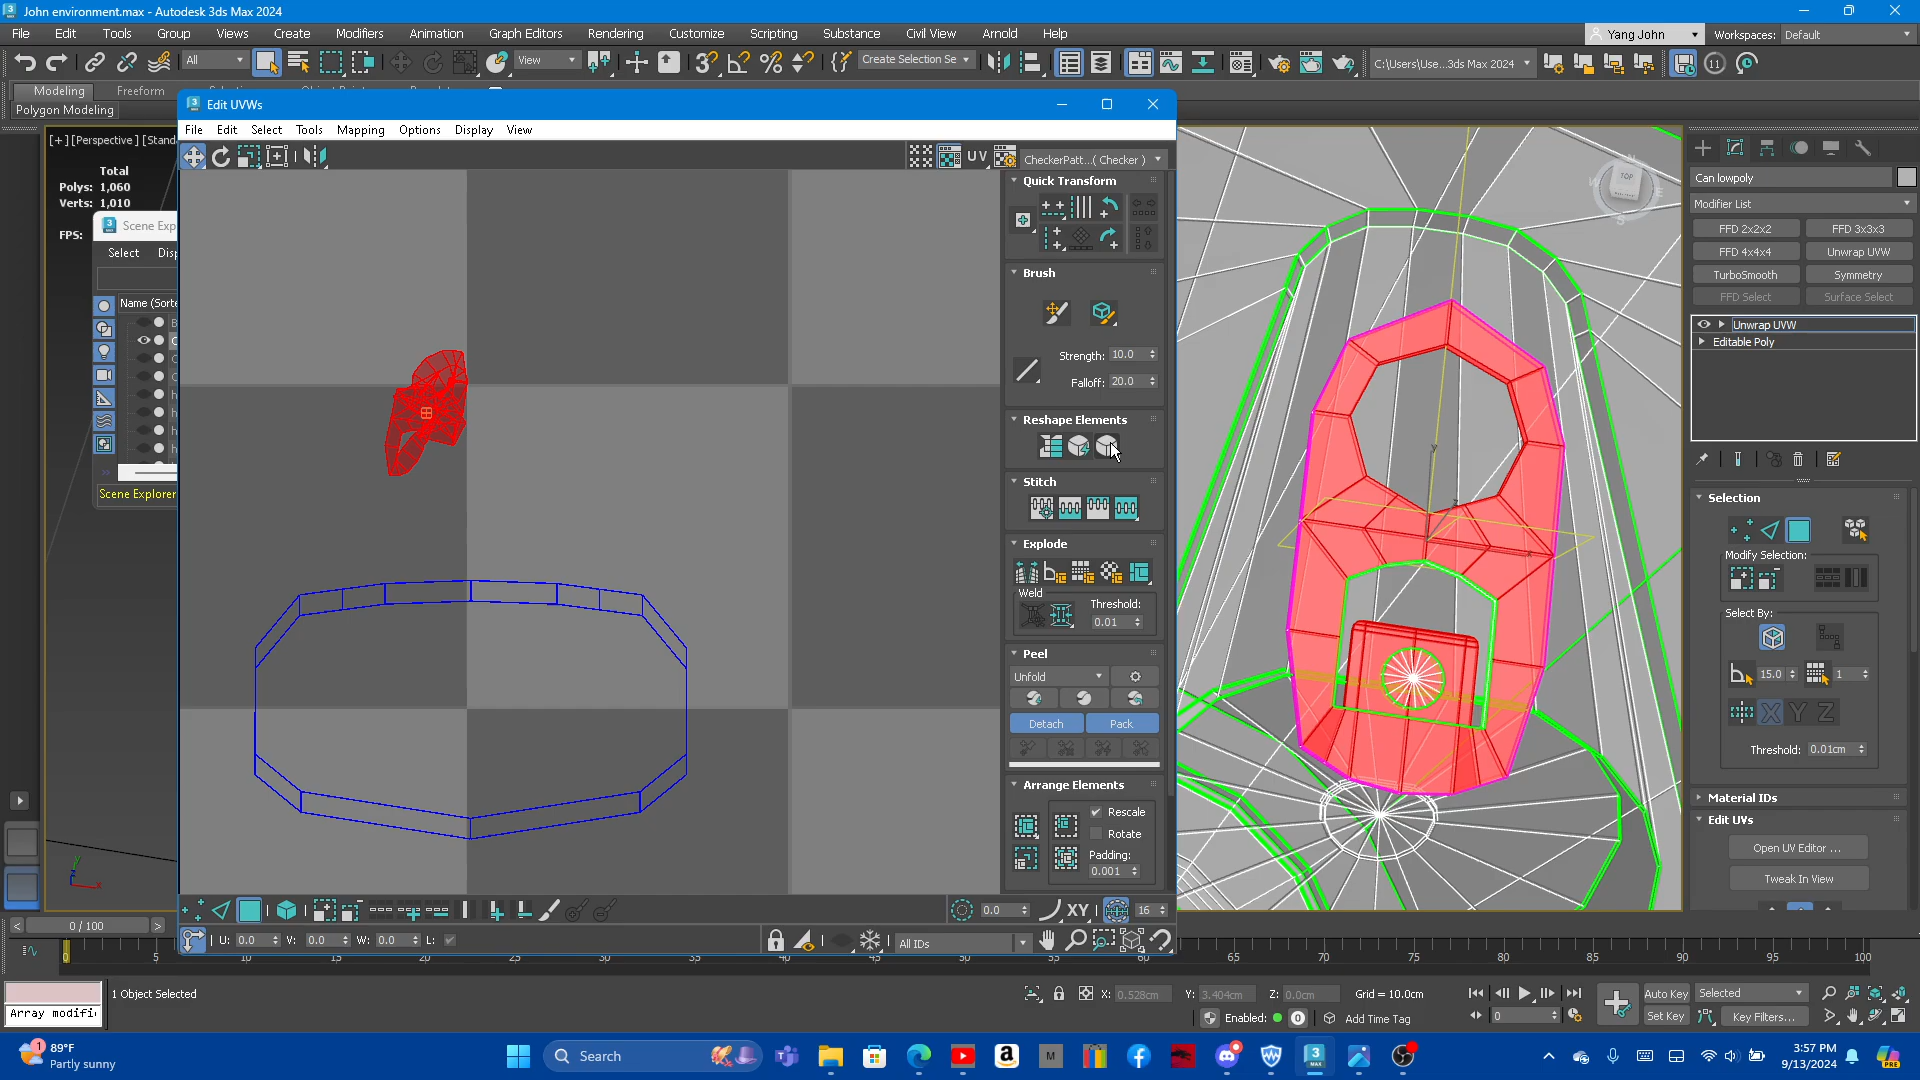 John environment.max - Autodesk 3ds Max 2024
File Edit Tools Group Views Create Modifiers Animation Graph Editors Rendering Customize Scripting Substance Civil View Arnold Help
Yang John
Workspaces: Default
All
View
Create Selection Se
C:\Users\Use...3ds Max 2024
11
Modeling Freeform
Polygon Modeling
[+][Perspective][Stand
Total
Polys: 1,060
Verts: 1,010
FPS:
Scene Exp
Select Disp
Name (Sorte
Scene Explorer
Edit UVWs
File Edit Select Tools Mapping Options Display View
UV
CheckerPatt...( Checker )
Quick Transform
Brush
Strength: 10.0
Falloff: 20.0
Reshape Elements
Stitch
Explode
Weld
Threshold:
0.01
Peel
Unfold
Detach Pack
Arrange Elements
Rescale
Rotate
Padding:
0.001
0.0
XY
16
U: 0.0 V: 0.0 W: 0.0 L:
All IDs
TOP
Can lowpoly
Modifier List
FFD 2x2x2 FFD 3x3x3
FFD 4x4x4 Unwrap UVW
TurboSmooth Symmetry
FFD Select Surface Select
Unwrap UVW
Editable Poly
Selection
Modify Selection:
Select By:
15.0 1
X Y Z
Threshold: 0.01cm
Material IDs
Edit UVs
Open UV Editor ...
Tweak In View
0 / 100
0 5 10 15 20 25 30 35 40 45 50 55 60 65 70 75 80 85 90 95 100
Array modifi
1 Object Selected
X: 0.528cm Y: 3.404cm Z: 0.0cm Grid = 10.0cm
Enabled: 0 Add Time Tag
0
Auto Key Selected
Set Key Key Filters...
1
89°F
Partly sunny
Search
M
3:57 PM
9/13/2024
PRE